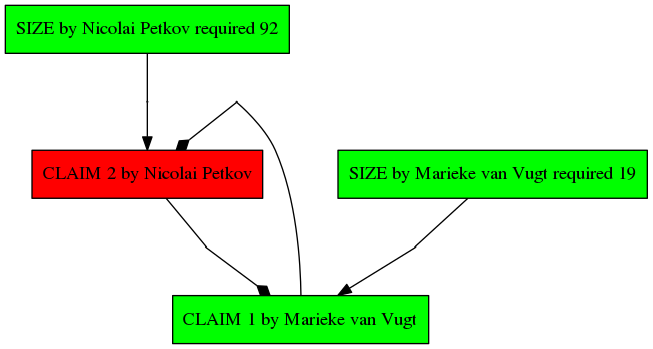 SIZE by Nicolai Petkov required 92
CLAIM 2 by Nicolai Petkov
SIZE by Marieke van Vugt required 19
CLAIM 1 by Marieke van Vugt